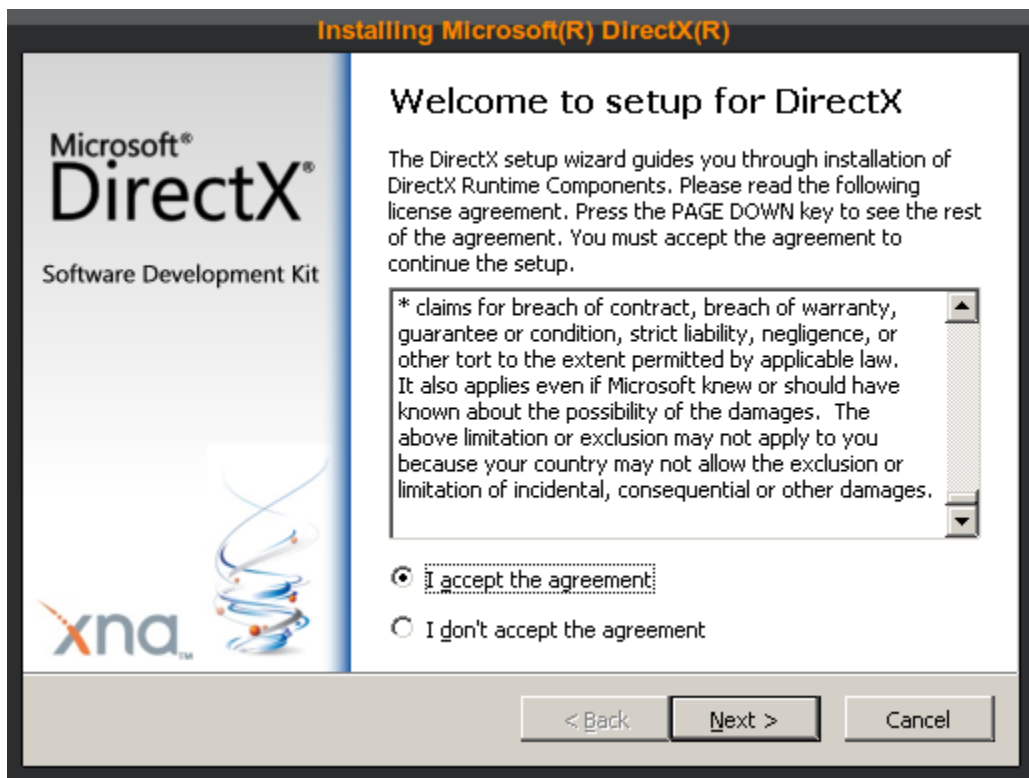 Installing Microsoft(R) DirectX(R)
Microsoft®
DirectX®
Software Development Kit
xna™
Welcome to setup for DirectX
The DirectX setup wizard guides you through installation of
DirectX Runtime Components. Please read the following
license agreement. Press the PAGE DOWN key to see the rest
of the agreement. You must accept the agreement to
continue the setup.
* claims for breach of contract, breach of warranty,
guarantee or condition, strict liability, negligence, or
other tort to the extent permitted by applicable law.
It also applies even if Microsoft knew or should have
known about the possibility of the damages.  The
above limitation or exclusion may not apply to you
because your country may not allow the exclusion or
limitation of incidental, consequential or other damages.
I accept the agreement
I don't accept the agreement
< Back
Next >
Cancel